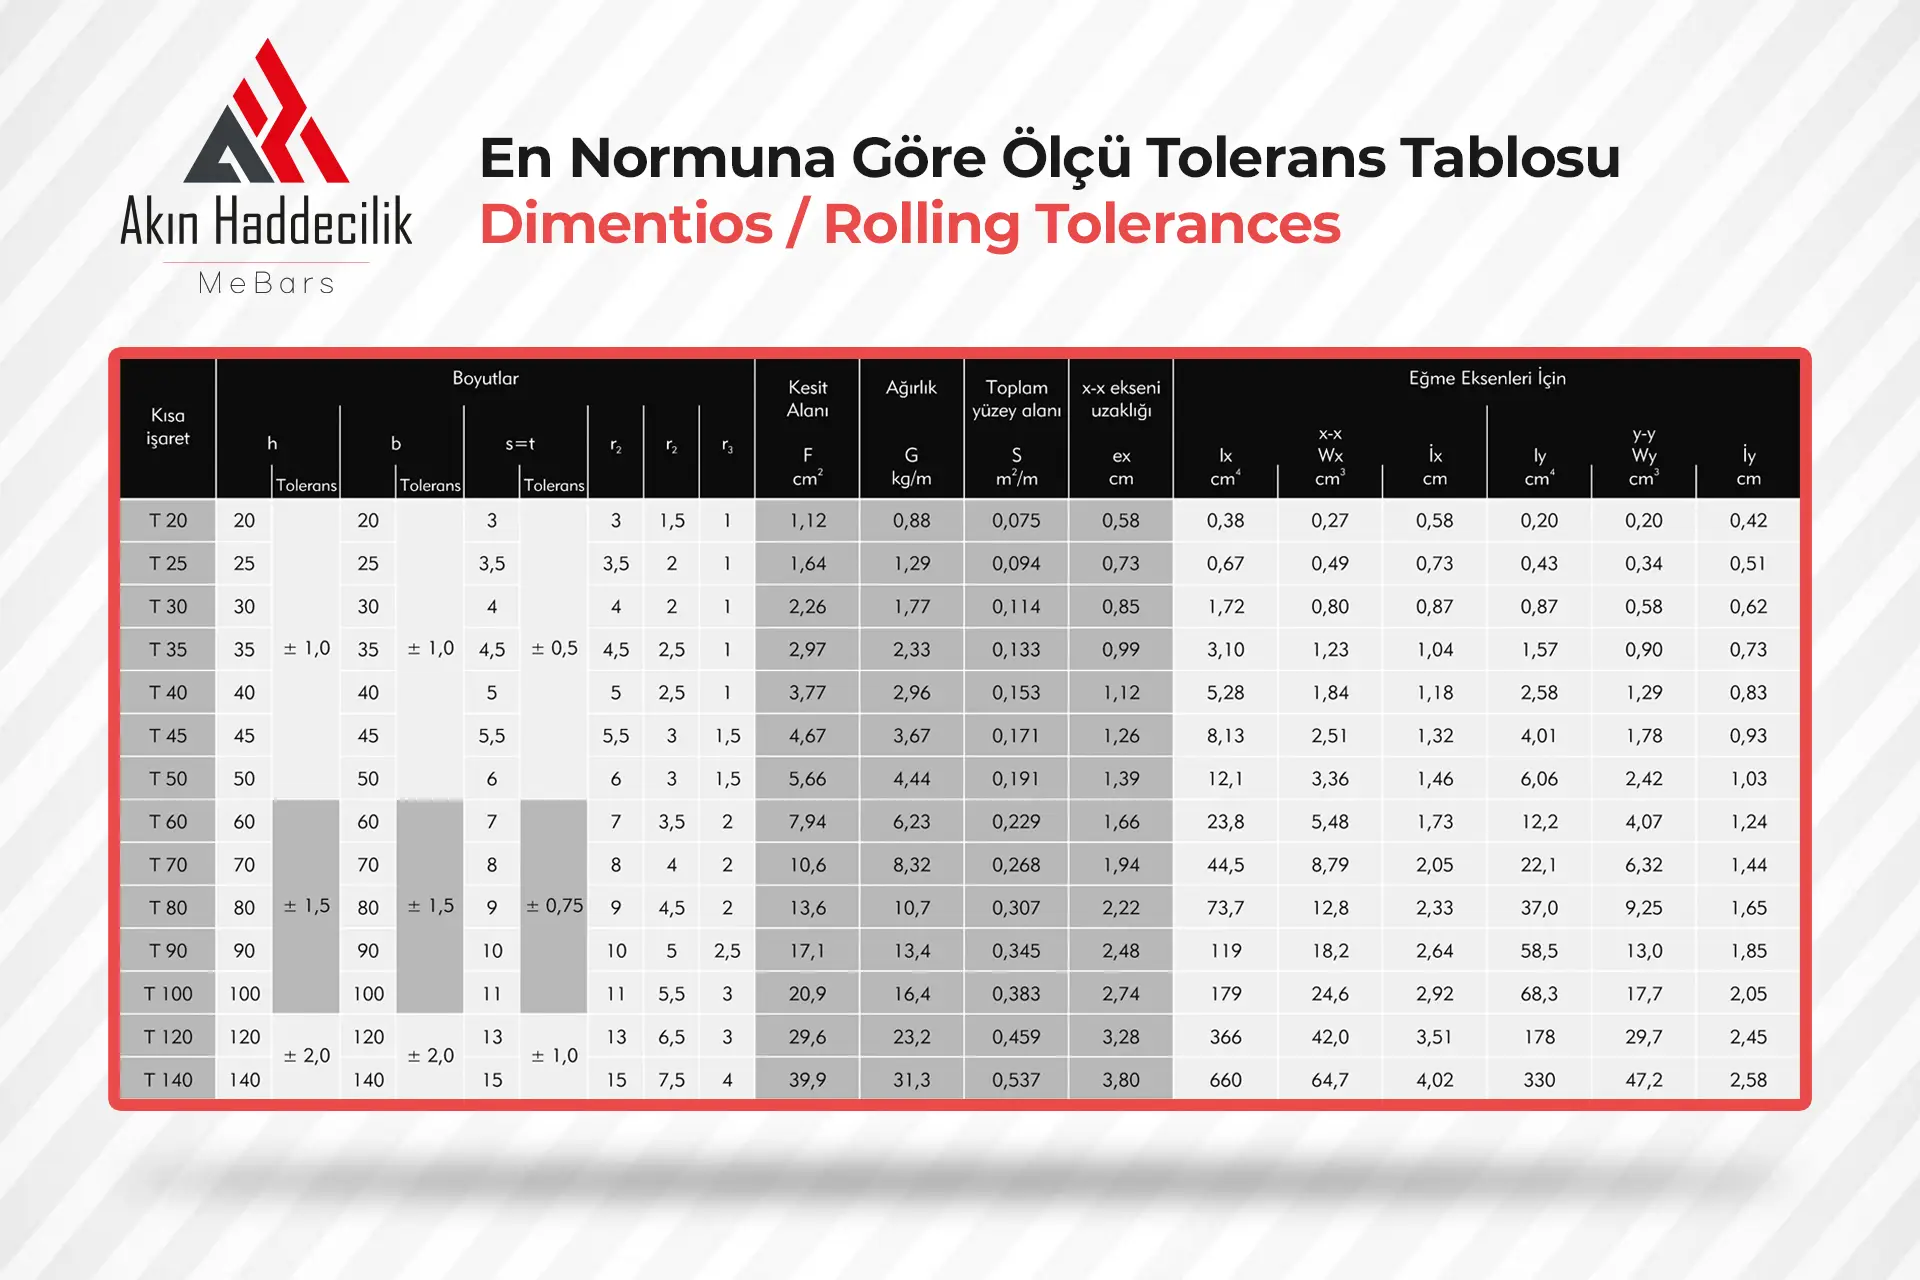 Akın Haddecilik
MeBars
En Normuna Göre Ölçü Tolerans Tablosu
Dimentios / Rolling Tolerances
Kısa işaret
Boyutlar
h Tolerans b Tolerans s=t Tolerans r₂ r₂ r₃
Kesit Alanı F cm²
Ağırlık G kg/m
Toplam yüzey alanı S m²/m
x-x ekseni uzaklığı ex cm
Eğme Eksenleri İçin
x-x
y-y
Ix cm⁴ Wx cm³ İx cm Iy cm⁴ Wy cm³ İy cm
T 20 20 20 3 3 1,5 1 1,12 0,88 0,075 0,58 0,38 0,27 0,58 0,20 0,20 0,42
T 25 25 25 3,5 3,5 2 1 1,64 1,29 0,094 0,73 0,67 0,49 0,73 0,43 0,34 0,51
T 30 30 30 4 4 2 1 2,26 1,77 0,114 0,85 1,72 0,80 0,87 0,87 0,58 0,62
T 35 35 ± 1,0 35 ± 1,0 4,5 ± 0,5 4,5 2,5 1 2,97 2,33 0,133 0,99 3,10 1,23 1,04 1,57 0,90 0,73
T 40 40 40 5 5 2,5 1 3,77 2,96 0,153 1,12 5,28 1,84 1,18 2,58 1,29 0,83
T 45 45 45 5,5 5,5 3 1,5 4,67 3,67 0,171 1,26 8,13 2,51 1,32 4,01 1,78 0,93
T 50 50 50 6 6 3 1,5 5,66 4,44 0,191 1,39 12,1 3,36 1,46 6,06 2,42 1,03
T 60 60 60 7 7 3,5 2 7,94 6,23 0,229 1,66 23,8 5,48 1,73 12,2 4,07 1,24
T 70 70 70 8 8 4 2 10,6 8,32 0,268 1,94 44,5 8,79 2,05 22,1 6,32 1,44
T 80 80 ± 1,5 80 ± 1,5 9 ± 0,75 9 4,5 2 13,6 10,7 0,307 2,22 73,7 12,8 2,33 37,0 9,25 1,65
T 90 90 90 10 10 5 2,5 17,1 13,4 0,345 2,48 119 18,2 2,64 58,5 13,0 1,85
T 100 100 100 11 11 5,5 3 20,9 16,4 0,383 2,74 179 24,6 2,92 68,3 17,7 2,05
T 120 120 ± 2,0 120 ± 2,0 13 ± 1,0 13 6,5 3 29,6 23,2 0,459 3,28 366 42,0 3,51 178 29,7 2,45
T 140 140 140 15 15 7,5 4 39,9 31,3 0,537 3,80 660 64,7 4,02 330 47,2 2,58